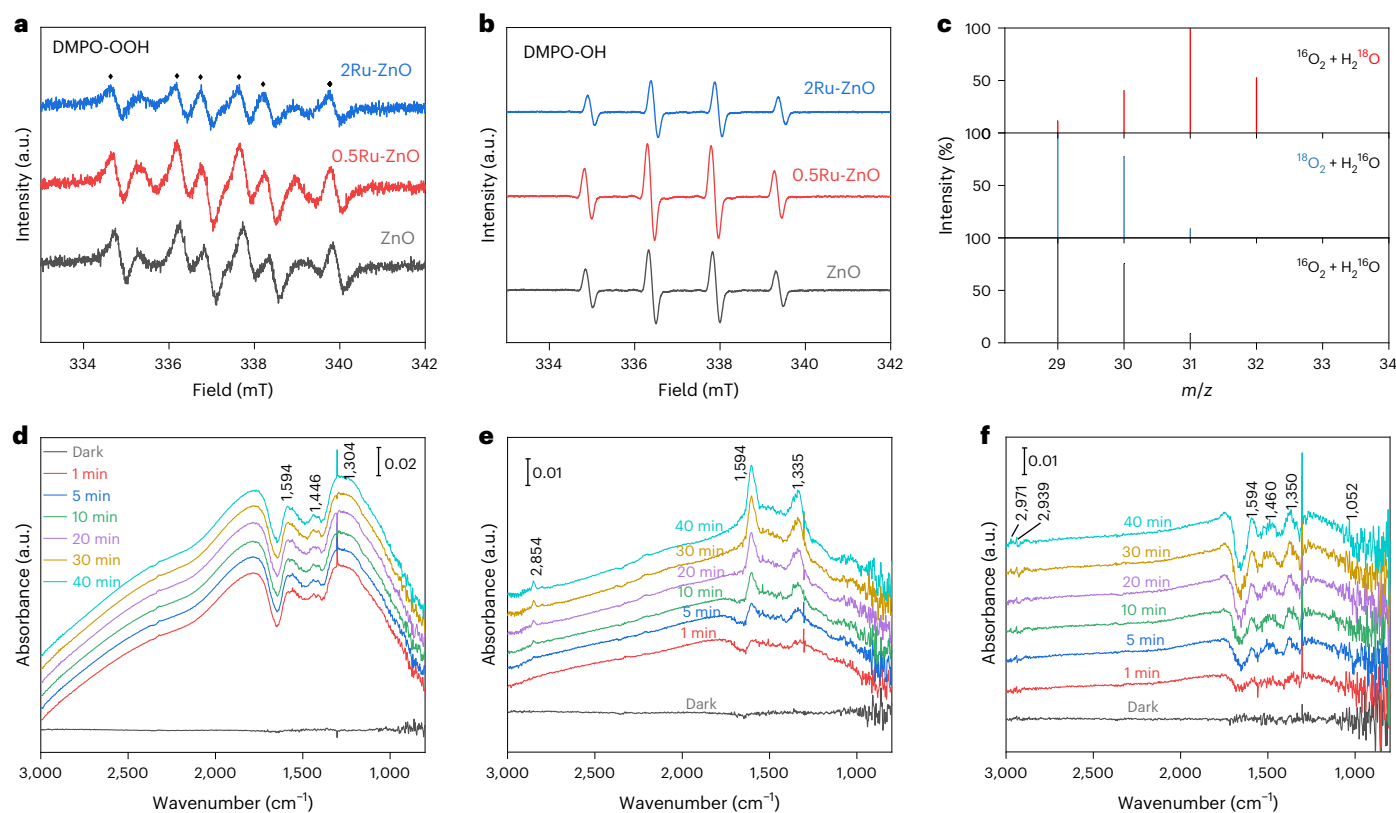 a
DMPO-OOH
2Ru-ZnO
0.5Ru-ZnO
ZnO
Intensity (a.u.)
334
336
338
340
342
Field (mT)
b
DMPO-OH
2Ru-ZnO
0.5Ru-ZnO
ZnO
Intensity (a.u.)
334
336
338
340
342
Field (mT)
c
100
¹⁶O₂ + H₂¹⁸O
50
0
100
¹⁸O₂ + H₂¹⁶O
50
100
¹⁶O₂ + H₂¹⁶O
50
0
Intensity (%)
29
30
31
32
33
34
m/z
d
Dark
1 min
5 min
10 min
20 min
30 min
40 min
1,594
1,446
1,304
0.02
Absorbance (a.u.)
3,000
2,500
2,000
1,500
1,000
Wavenumber (cm⁻¹)
e
0.01
1,594
1,335
2,854
40 min
30 min
20 min
10 min
5 min
1 min
Dark
Absorbance (a.u.)
3,000
2,500
2,000
1,500
1,000
Wavenumber (cm⁻¹)
f
0.01
2,971
2,939
1,594
1,460
1,350
1,052
40 min
30 min
20 min
10 min
5 min
1 min
Dark
Absorbance (a.u.)
3,000
2,500
2,000
1,500
1,000
Wavenumber (cm⁻¹)